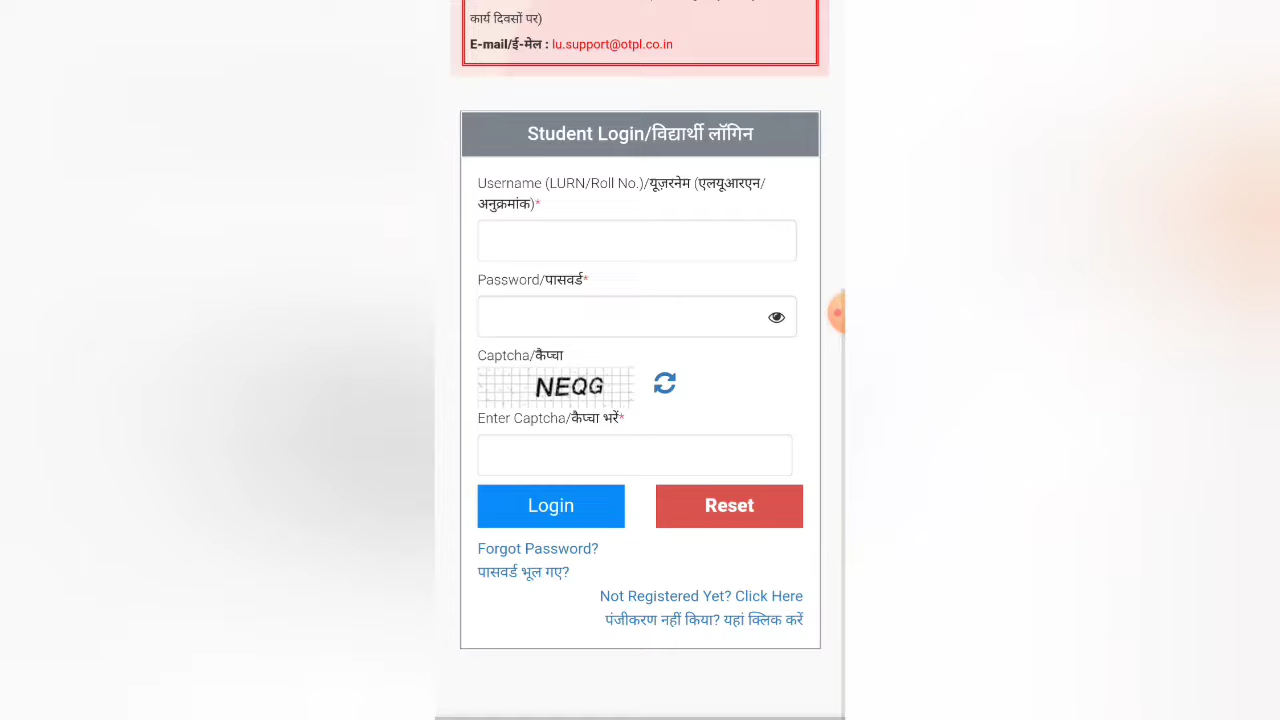 कार्य दिवसों पर)
E-mail/ई-मेल : lu.support@otpl.co.in
Student Login/विद्यार्थी लॉगिन
Username (LURN/Roll No.)/यूज़रनेम (एलयूआरएन/
अनुक्रमांक)*
Password/पासवर्ड*
Captcha/कैप्चा
NEQG
Enter Captcha/कैप्चा भरें*
Login
Reset
Forgot Password?
पासवर्ड भूल गए?
Not Registered Yet? Click Here
पंजीकरण नहीं किया? यहां क्लिक करें